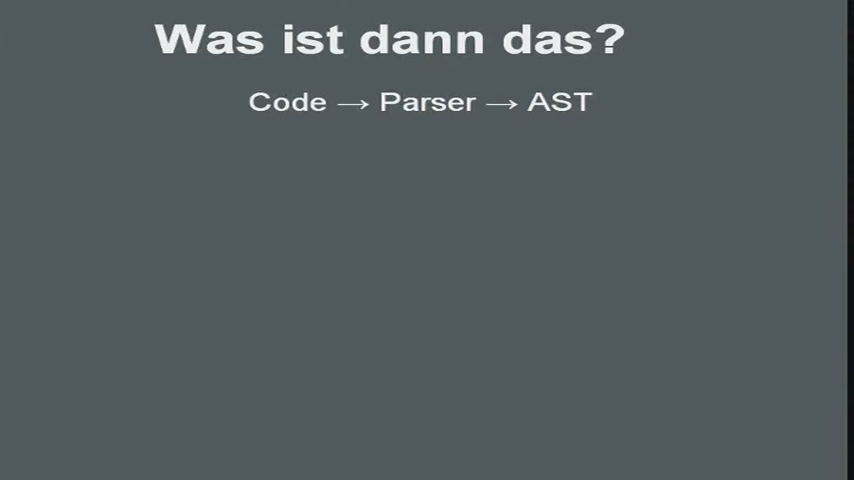 Was ist dann das?
Code → Parser → AST